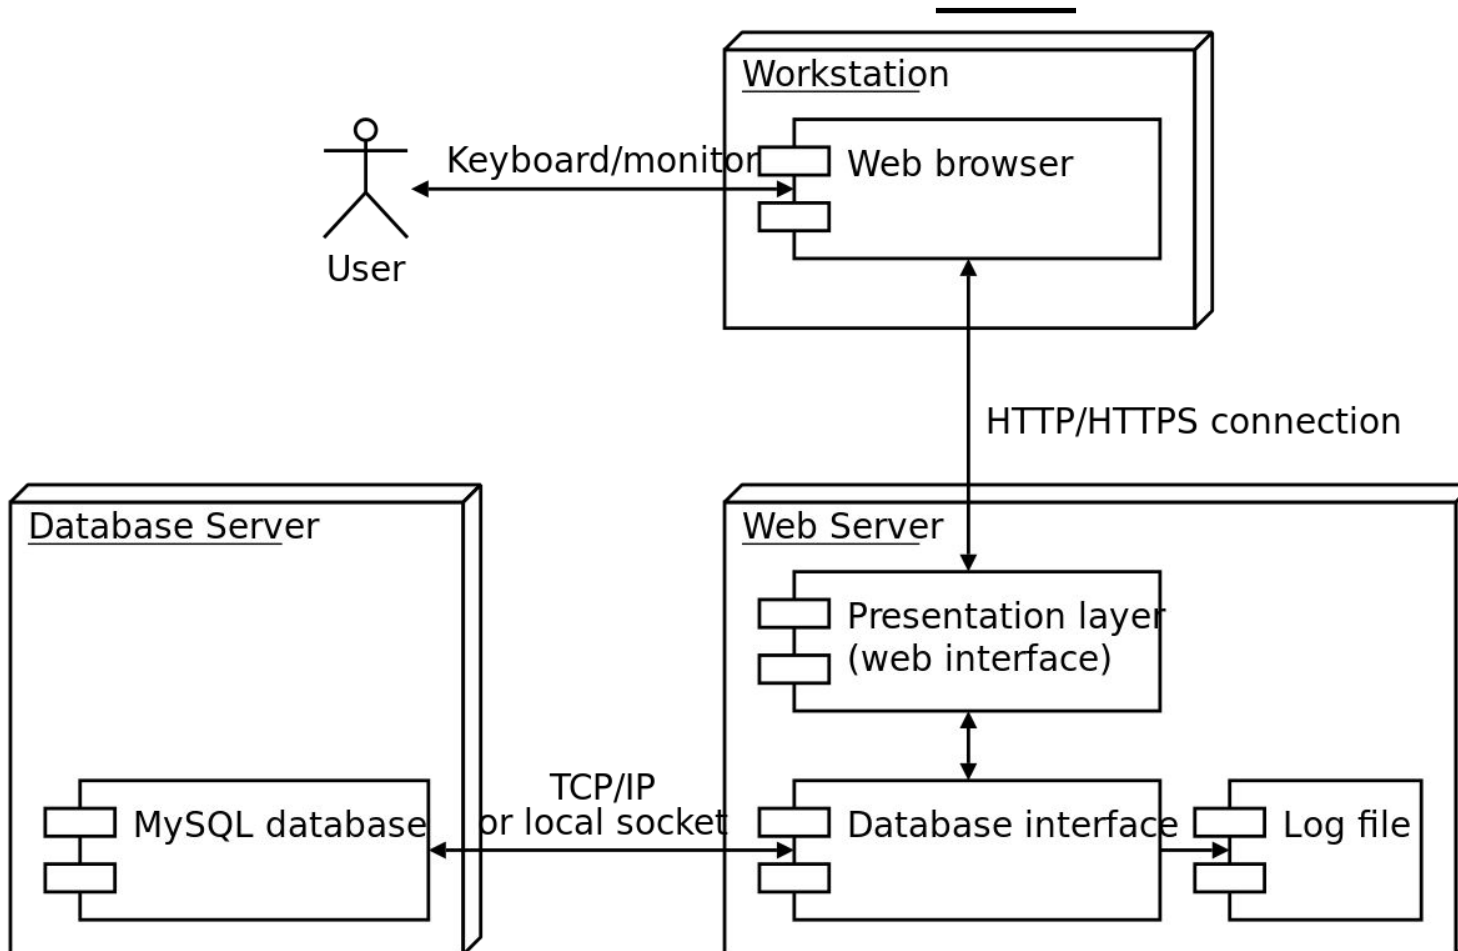 Workstation
Keyboard/monitor
Web browser
User
HTTP/HTTPS connection
Database Server
Web Server
Presentation layer
(web interface)
TCP/IP
or local socket
MySQL database
Database interface
Log file